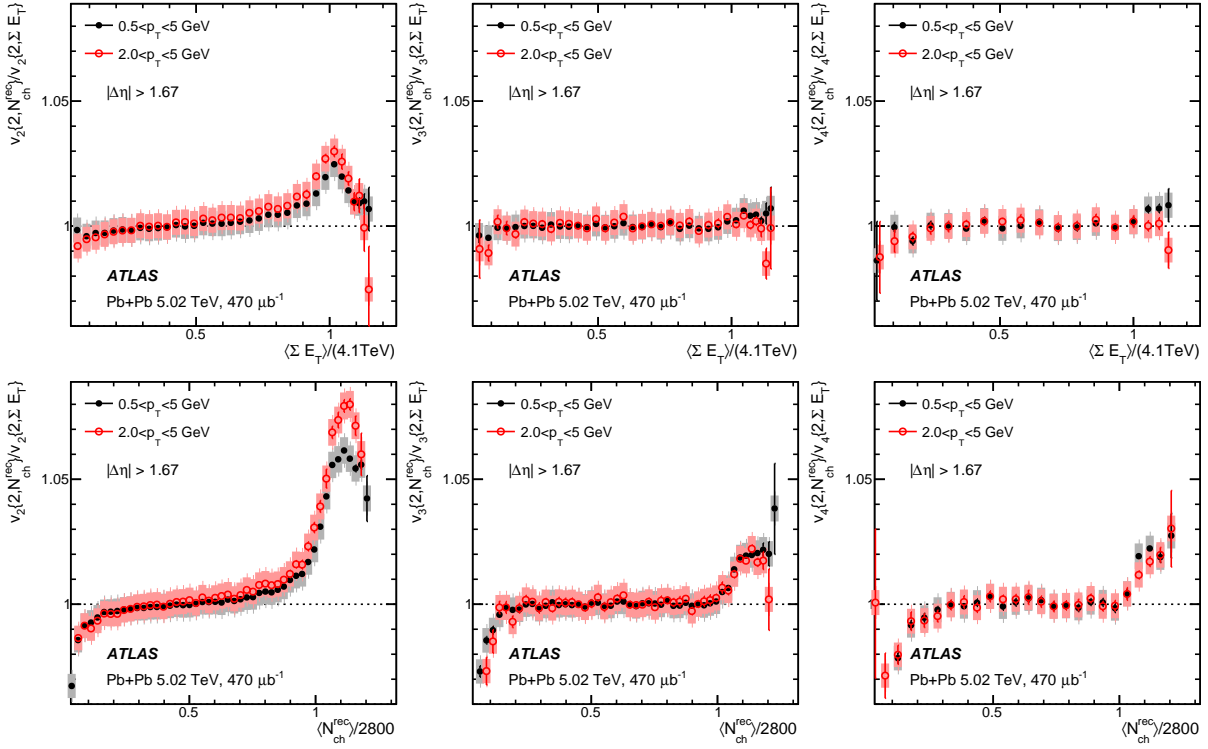 v₂{2,N_ch^rec}/v₂{2,Σ E_T}
0.5<p_T<5 GeV
2.0<p_T<5 GeV
|Δη| > 1.67
1.05
1
ATLAS
Pb+Pb 5.02 TeV, 470 μb⁻¹
0.5
1
⟨Σ E_T⟩/(4.1TeV)
v₃{2,N_ch^rec}/v₃{2,Σ E_T}
0.5<p_T<5 GeV
2.0<p_T<5 GeV
|Δη| > 1.67
1.05
1
ATLAS
Pb+Pb 5.02 TeV, 470 μb⁻¹
0.5
1
⟨Σ E_T⟩/(4.1TeV)
v₄{2,N_ch^rec}/v₄{2,Σ E_T}
0.5<p_T<5 GeV
2.0<p_T<5 GeV
|Δη| > 1.67
1.05
1
ATLAS
Pb+Pb 5.02 TeV, 470 μb⁻¹
0.5
1
⟨Σ E_T⟩/(4.1TeV)
v₂{2,N_ch^rec}/v₂{2,Σ E_T}
0.5<p_T<5 GeV
2.0<p_T<5 GeV
|Δη| > 1.67
1.05
1
ATLAS
Pb+Pb 5.02 TeV, 470 μb⁻¹
0.5
1
⟨N_ch^rec⟩/2800
v₃{2,N_ch^rec}/v₃{2,Σ E_T}
0.5<p_T<5 GeV
2.0<p_T<5 GeV
|Δη| > 1.67
1.05
1
ATLAS
Pb+Pb 5.02 TeV, 470 μb⁻¹
0.5
1
⟨N_ch^rec⟩/2800
v₄{2,N_ch^rec}/v₄{2,Σ E_T}
0.5<p_T<5 GeV
2.0<p_T<5 GeV
|Δη| > 1.67
1.05
1
ATLAS
Pb+Pb 5.02 TeV, 470 μb⁻¹
0.5
1
⟨N_ch^rec⟩/2800